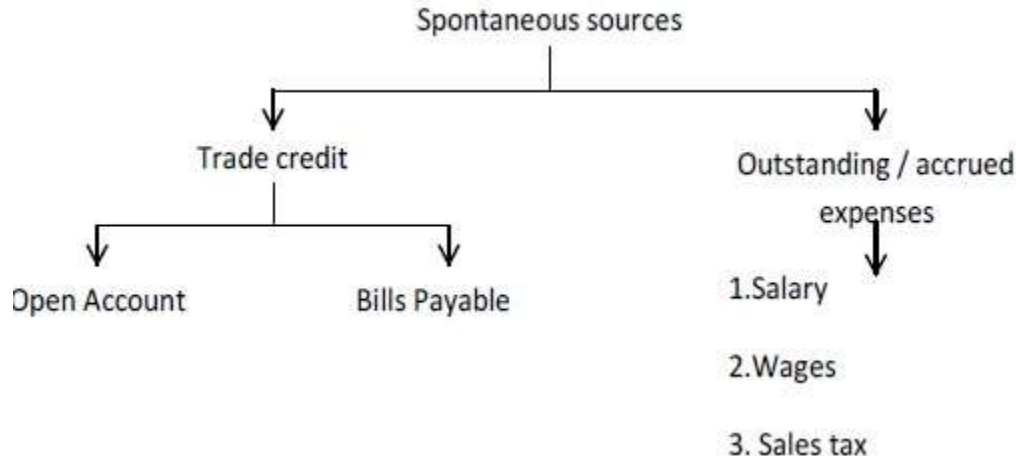 Spontaneous sources
Trade credit
Outstanding / accrued
expenses
Open Account
Bills Payable
1.Salary
2.Wages
3. Sales tax